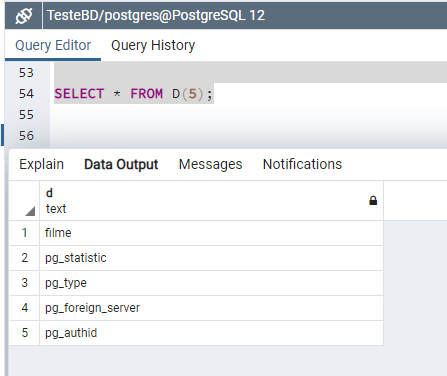 TesteBD/postgres@PostgreSQL 12
Query Editor Query History
53
54 SELECT * FROM D(5);
55
56
Explain Data Output Messages Notifications
d
text
1 filme
2 pg_statistic
3 pg_type
4 pg_foreign_server
5 pg_authid